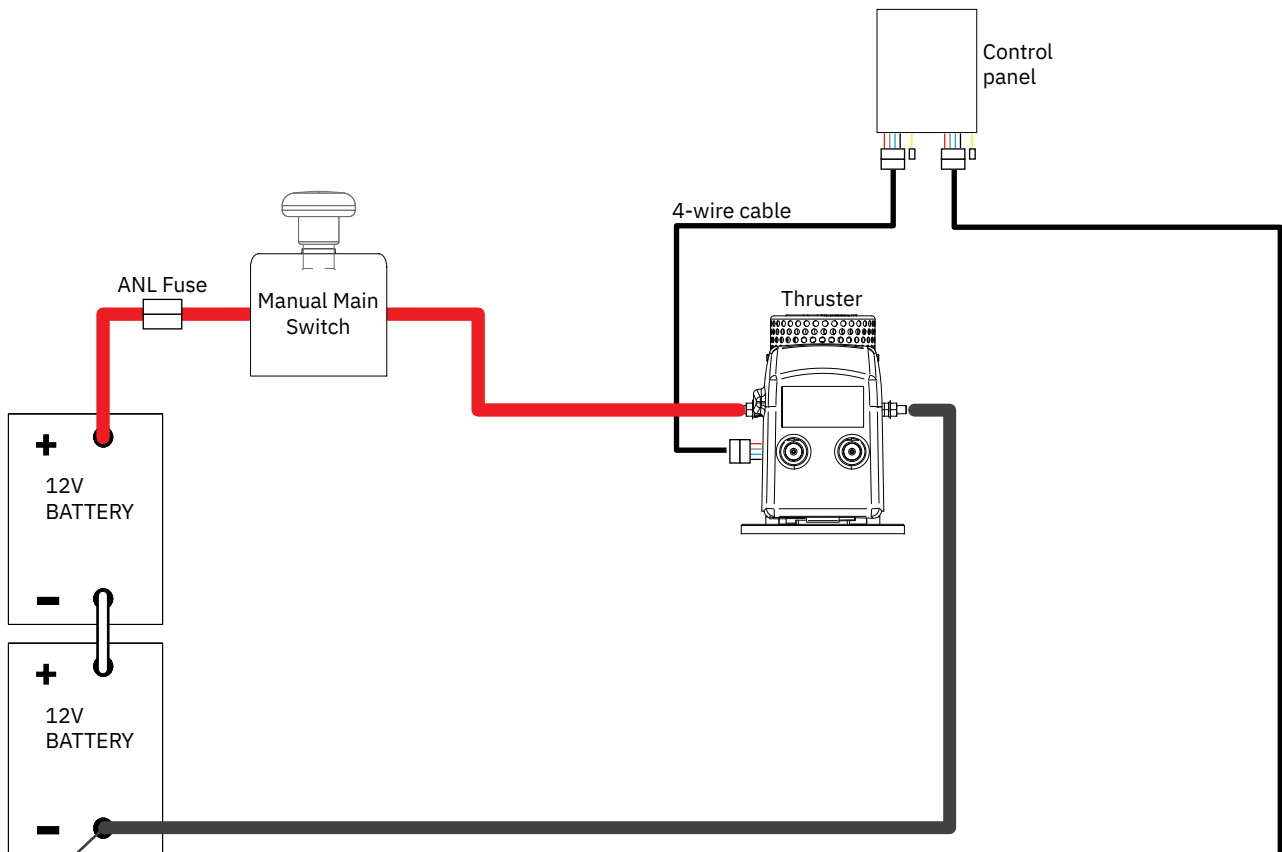 Control
panel
4-wire cable
ANL Fuse
Manual Main
Switch
Thruster
+
12V
BATTERY
-
+
12V
BATTERY
-